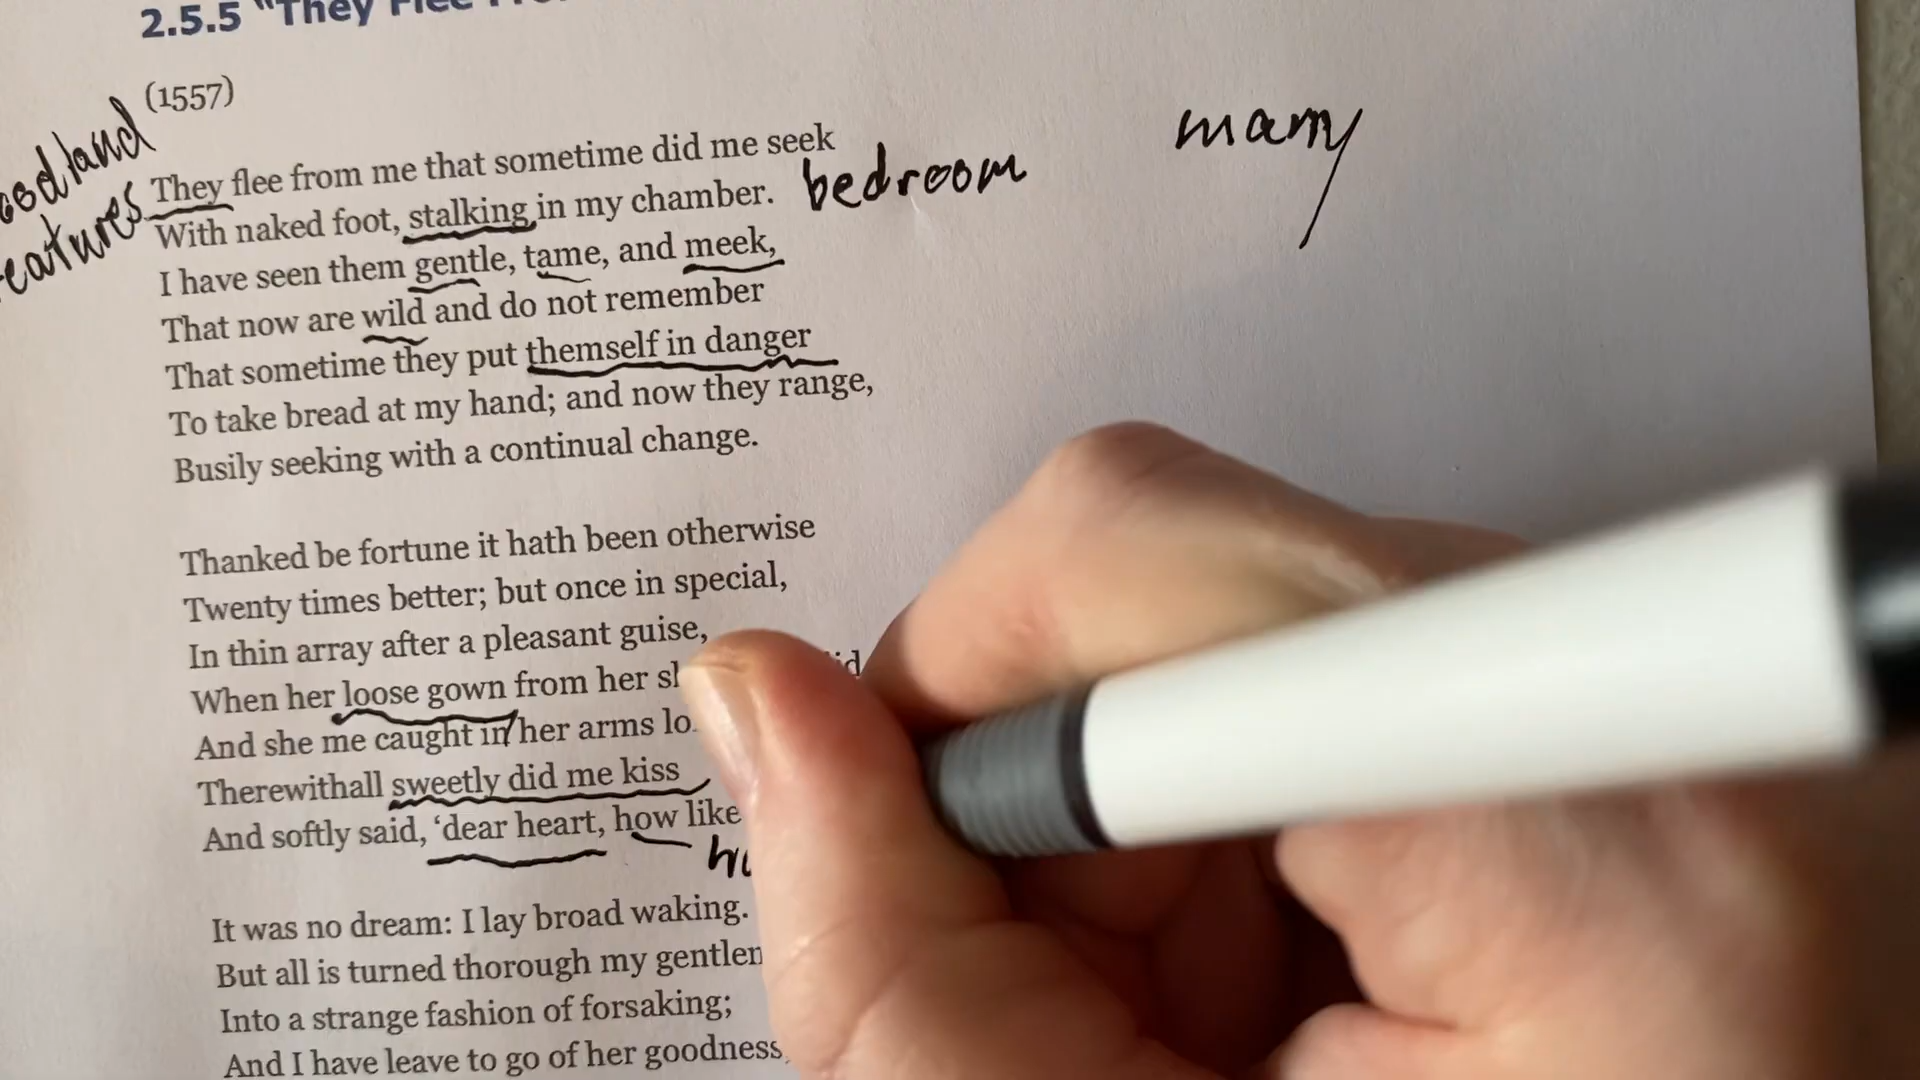 2.5.5 "They Flee
(1557)
many
They flee from me that sometime did me seek
With naked foot, stalking in my chamber. bedroom
I have seen them gentle, tame, and meek,
That now are wild and do not remember
That sometime they put themself in danger
To take bread at my hand; and now they range,
Busily seeking with a continual change.
Thanked be fortune it hath been otherwise
Twenty times better; but once in special,
In thin array after a pleasant guise,
When her loose gown from her
And she me caught in her arms
Therewithall sweetly did me kiss
And softly said, ‘dear heart, how like
It was no dream: I lay broad waking.
But all is turned thorough my
Into a strange fashion of forsaking;
And I have leave to go of her goodness